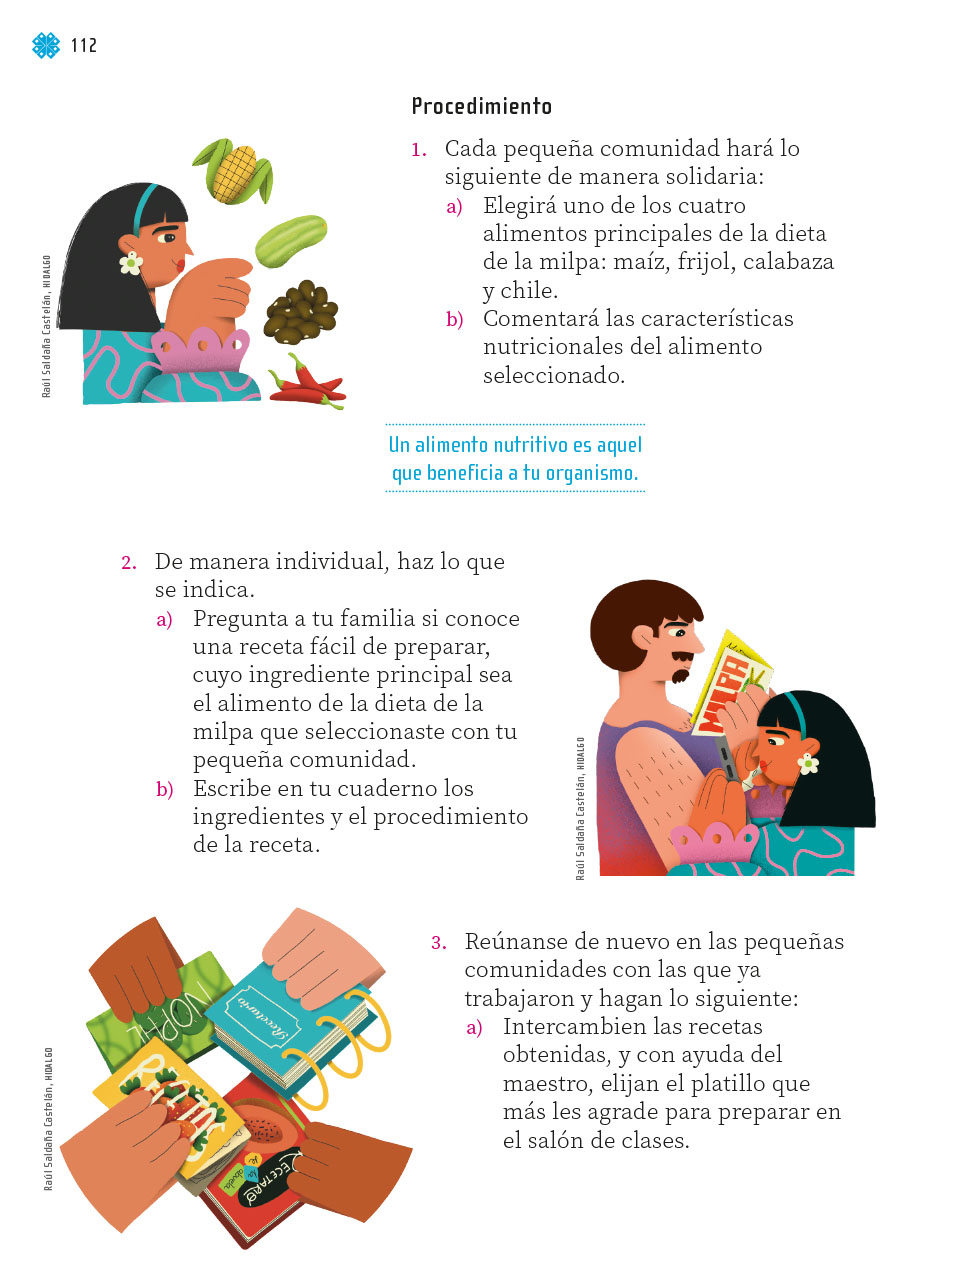 112
Procedimiento
1. Cada pequeña comunidad hará lo
siguiente de manera solidaria:
a) Elegirá uno de los cuatro
alimentos principales de la dieta
de la milpa: maíz, frijol, calabaza
y chile.
b) Comentará las características
nutricionales del alimento
seleccionado.
Raúl Saldaña Castelán, HIDALGO
Un alimento nutritivo es aquel
que beneficia a tu organismo.
2. De manera individual, haz lo que
se indica.
a) Pregunta a tu familia si conoce
una receta fácil de preparar,
cuyo ingrediente principal sea
el alimento de la dieta de la
milpa que seleccionaste con tu
pequeña comunidad.
b) Escribe en tu cuaderno los
ingredientes y el procedimiento
de la receta.
MILPA
Raúl Saldaña Castelán, HIDALGO
3. Reúnanse de nuevo en las pequeñas
comunidades con las que ya
trabajaron y hagan lo siguiente:
a) Intercambien las recetas
obtenidas, y con ayuda del
maestro, elijan el platillo que
más les agrade para preparar en
el salón de clases.
NOPAL
Recetario
RECETAS
RECETARIO
de
la
abuela
Raúl Saldaña Castelán, HIDALGO